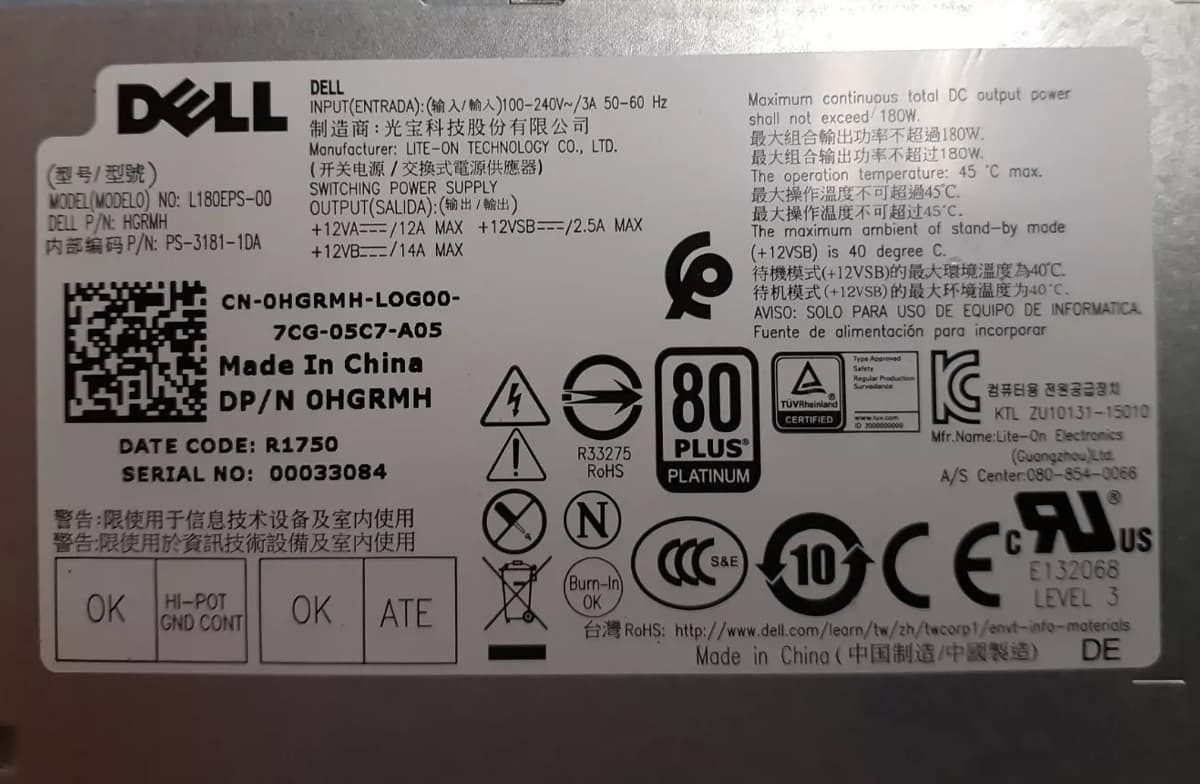 DELL
(型号/型號)
MODEL(MODELO) NO: L180EPS-00
DELL P/N: HGRMH
内部编码P/N: PS-3181-1DA
DELL
INPUT(ENTRADA):(输入/輸入)100-240V~/3A 50-60 Hz
制造商:光宝科技股份有限公司
Manufacturer: LITE-ON TECHNOLOGY CO., LTD.
(开关电源/交換式電源供應器)
SWITCHING POWER SUPPLY
OUTPUT(SALIDA):(输出/輸出)
+12VA⎓/12A MAX +12VSB⎓/2.5A MAX
+12VB⎓/14A MAX
Maximum continuous total DC output power
shall not exceed 180W.
最大組合輸出功率不超過180W.
最大组合输出功率不超过180W.
The operation temperature: 45 °C max.
最大操作溫度不可超過45℃.
最大操作温度不可超过45℃.
The maximum ambient of stand-by mode
(+12VSB) is 40 degree C.
待機模式(+12VSB)的最大環境溫度為40℃.
待机模式(+12VSB)的最大环境温度为40℃.
AVISO: SOLO PARA USO DE EQUIPO DE INFORMATICA.
Fuente de alimentación para incorporar
CN-0HGRMH-LOG00-
7CG-05C7-A05
Made In China
DP/N 0HGRMH
DATE CODE: R1750
SERIAL NO: 00033084
R33275
RoHS
80
PLUS®
PLATINUM
TÜVRheinland®
CERTIFIED
Type Approved
Safety
Regular Production
Surveillance
www.tuv.com
ID 2000000000
컴퓨터용 전원공급장치
KTL ZU10131-15010
Mfr.Name:Lite-On Electronics
(Guangzhou)Ltd.
A/S Center:080-854-0066
警告:限使用于信息技术设备及室内使用
警告:限使用於資訊技術設備及室内使用
OK
HI-POT
GND CONT
OK
ATE
N
Burn-In
OK
CCC S&E
10
CE
c RU ® US
E132068
LEVEL 3
台灣RoHS: http://www.dell.com/learn/tw/zh/twcorp1/envt-info-materials
Made in China (中国制造/中國製造) DE